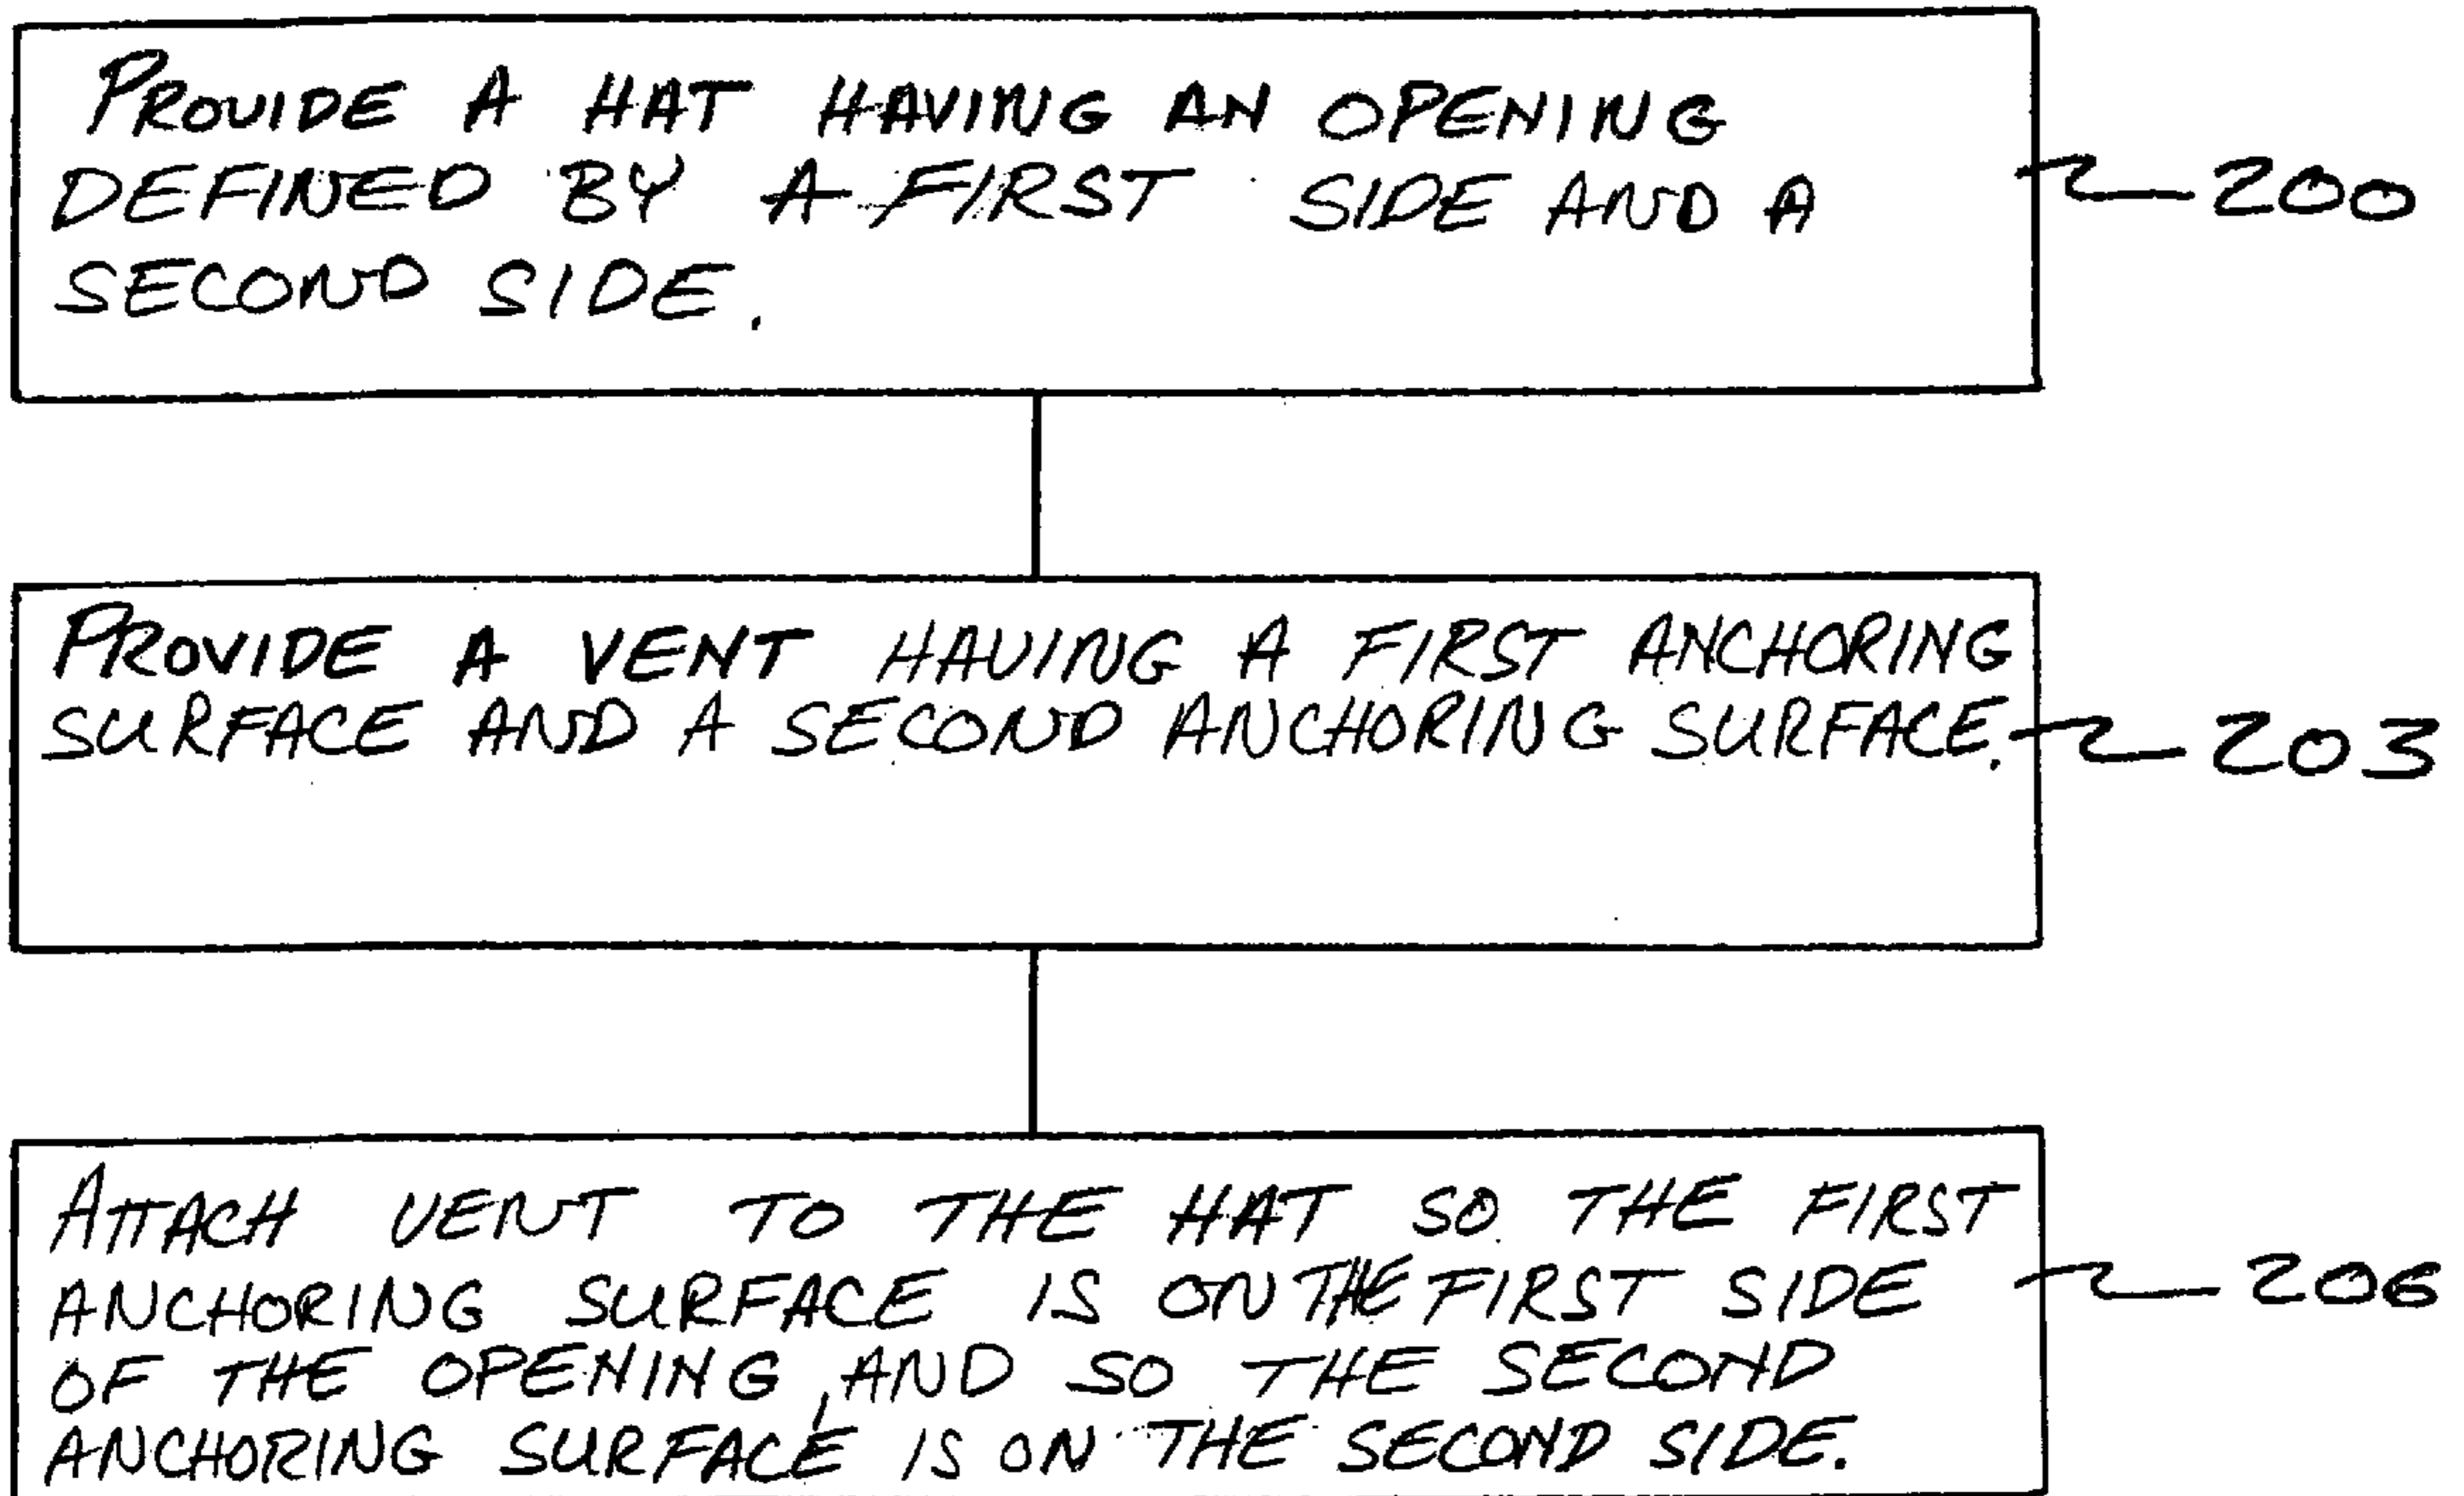 PROVIDE A HAT HAVING AN OPENING
DEFINED BY A FIRST SIDE AND A
SECOND SIDE.
200
PROVIDE A VENT HAVING A FIRST ANCHORING
SURFACE AND A SECOND ANCHORING SURFACE.
203
ATTACH VENT TO THE HAT SO THE FIRST
ANCHORING SURFACE IS ON THE FIRST SIDE
OF THE OPENING, AND SO THE SECOND
ANCHORING SURFACE IS ON THE SECOND SIDE.
206